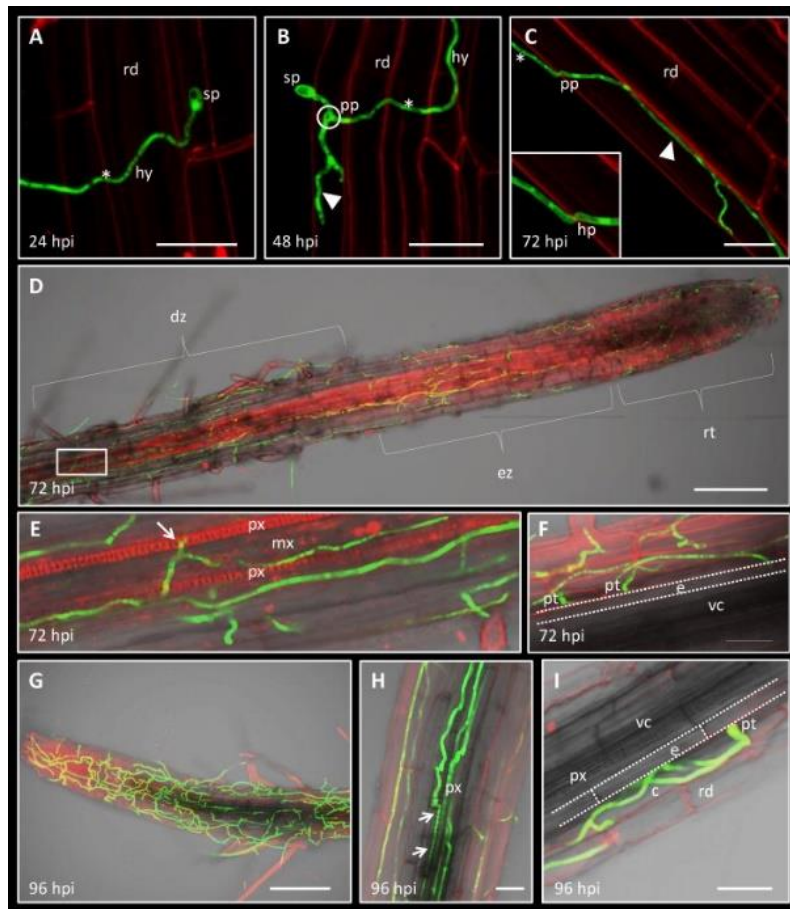 A
rd
sp
*
hy
24 hpi
B
hy
rd
sp
pp
*
48 hpi
C
*
pp
rd
hp
72 hpi
D
dz
rt
ez
72 hpi
E
px
mx
px
72 hpi
F
pt
pt
e
vc
72 hpi
G
96 hpi
H
px
96 hpi
I
vc
pt
e
px
c
rd
96 hpi